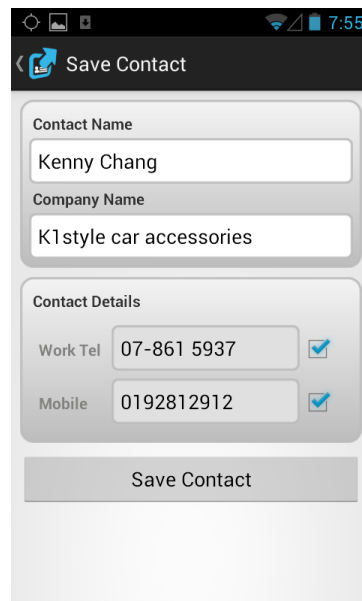 7:55
Save Contact
Contact Name
Kenny Chang
Company Name
K1style car accessories
Contact Details
Work Tel 07-861 5937
Mobile 0192812912
Save Contact